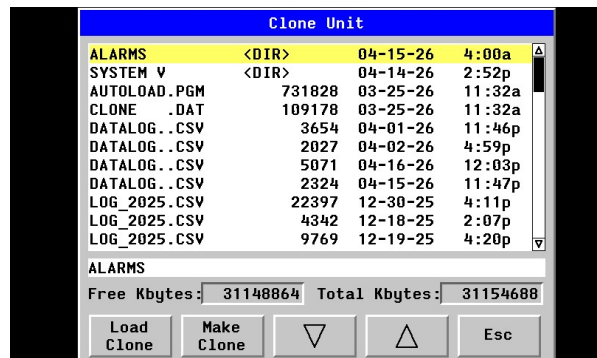 Clone Unit
ALARMS <DIR> 04-15-26 4:00a
SYSTEM V <DIR> 04-14-26 2:52p
AUTOLOAD.PGM 731828 03-25-26 11:32a
CLONE .DAT 109178 03-25-26 11:32a
DATALOG..CSV 3654 04-01-26 11:46p
DATALOG..CSV 2027 04-02-26 4:59p
DATALOG..CSV 5071 04-16-26 12:03p
DATALOG..CSV 2324 04-15-26 11:47p
LOG_2025.CSV 22397 12-30-25 4:11p
LOG_2025.CSV 4342 12-18-25 2:07p
LOG_2025.CSV 9769 12-19-25 4:20p
ALARMS
Free Kbytes: 31148864 Total Kbytes: 31154688
Load Clone Make Clone Esc